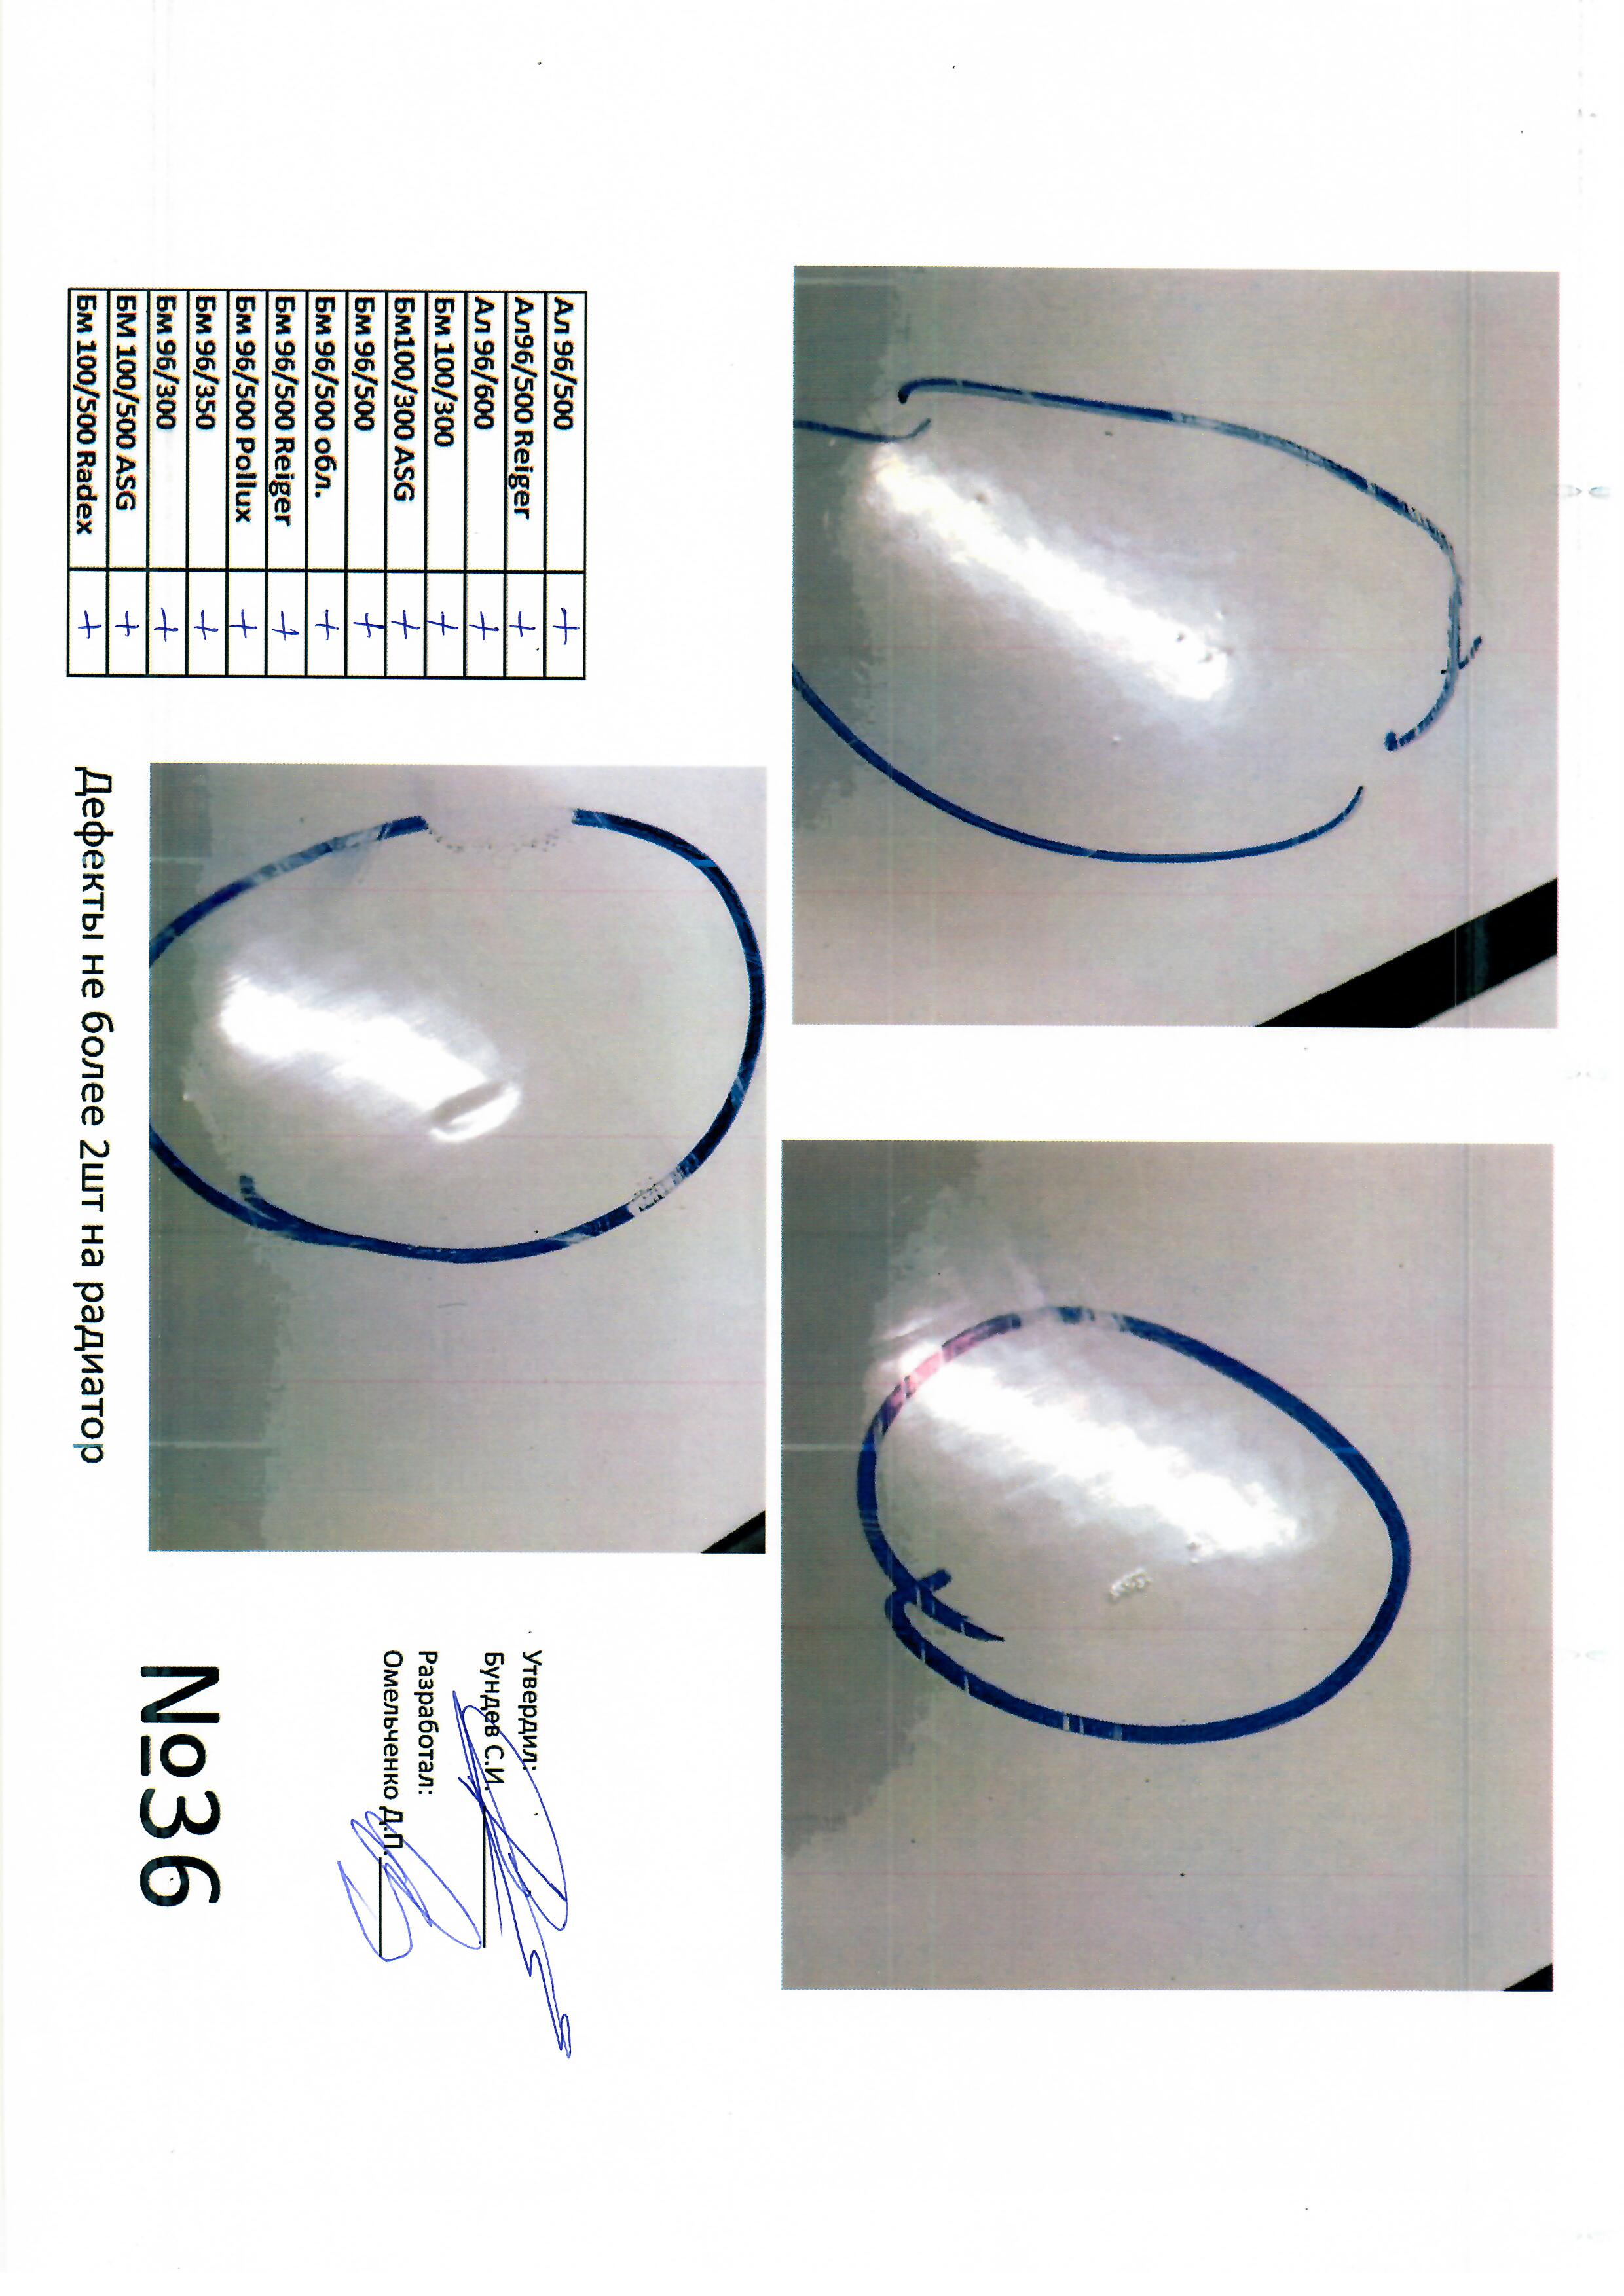 Ал 96/500 +
Ал96/500 Reiger +
Ал 96/600 +
Бм 100/300 +
Бм100/300 ASG +
Бм 96/500 +
Бм 96/500 обл. +
Бм 96/500 Reiger +
Бм 96/500 Pollux +
Бм 96/350 +
Бм 96/300 +
БМ 100/500 ASG +
Бм 100/500 Radex +
Дефекты не более 2шт на радиатор
Утвердил:
Бундев С.И.
Разработал:
Омельченко Д.П.
№36